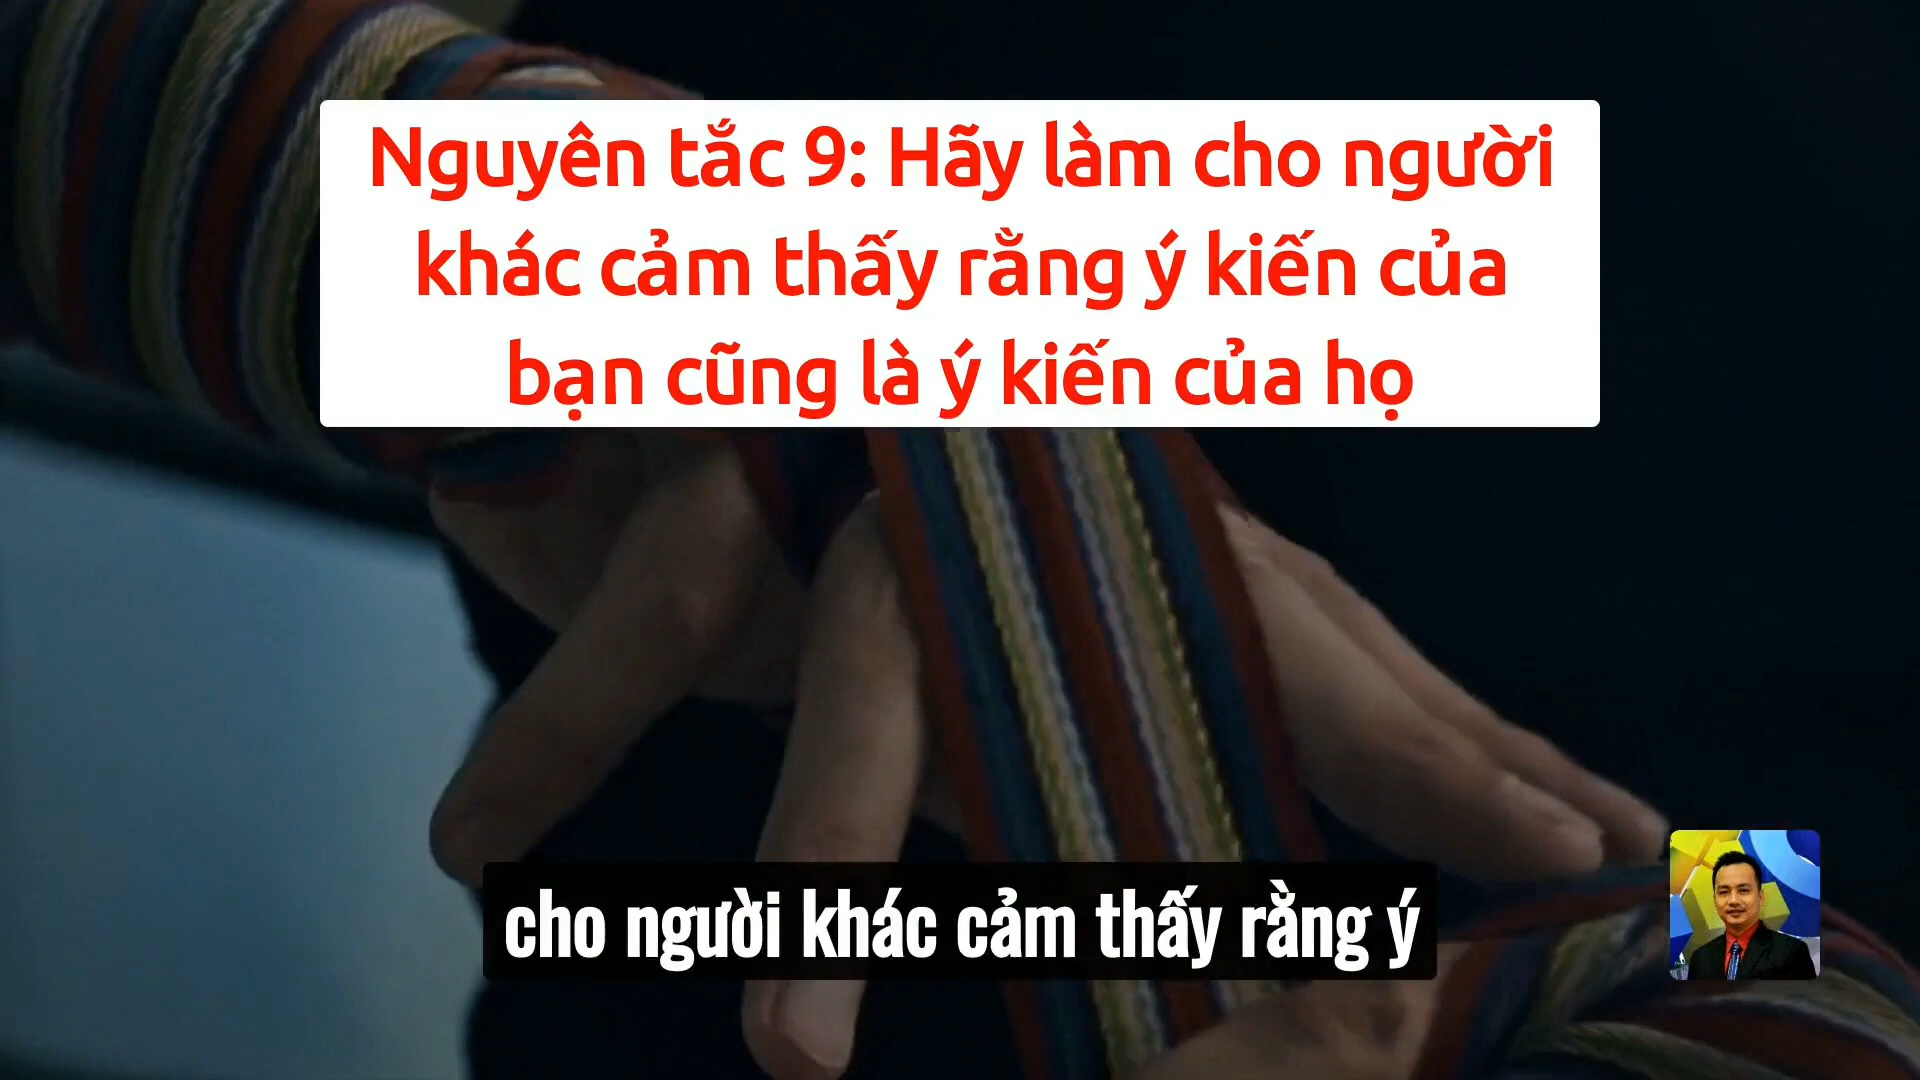 Nguyên tắc 9: Hãy làm cho người
khác cảm thấy rằng ý kiến của
bạn cũng là ý kiến của họ
cho người khác cảm thấy rằng ý